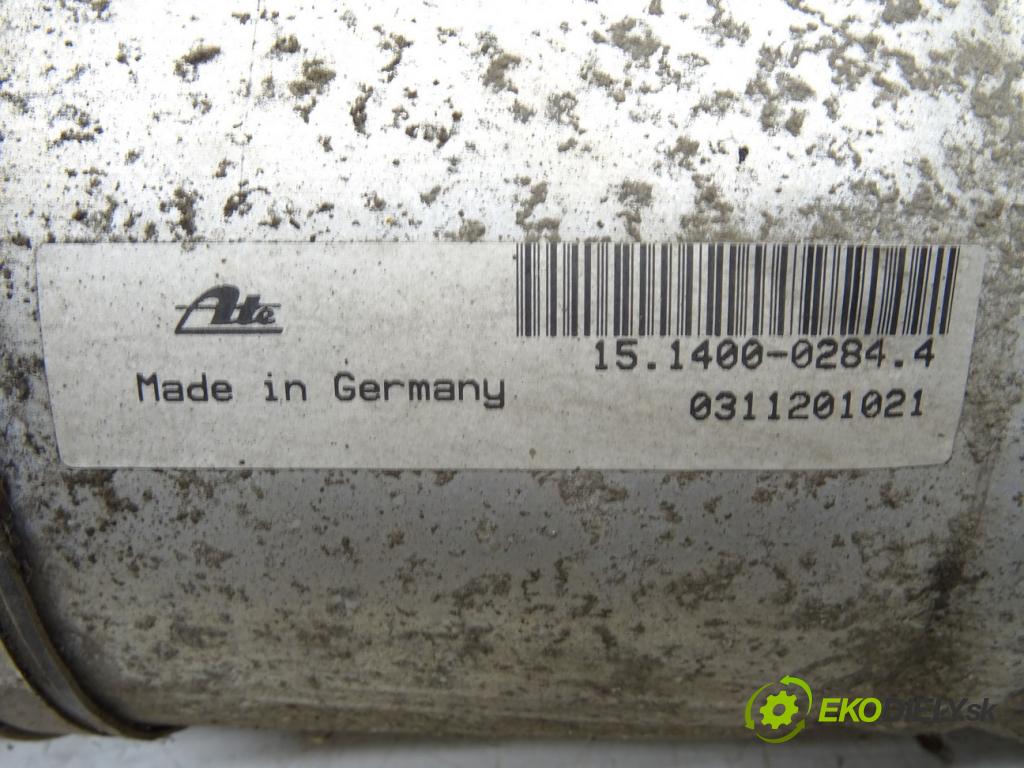 Ate
Made in Germany
15.1400-0284.4
0311201021
EKODIELY.sk